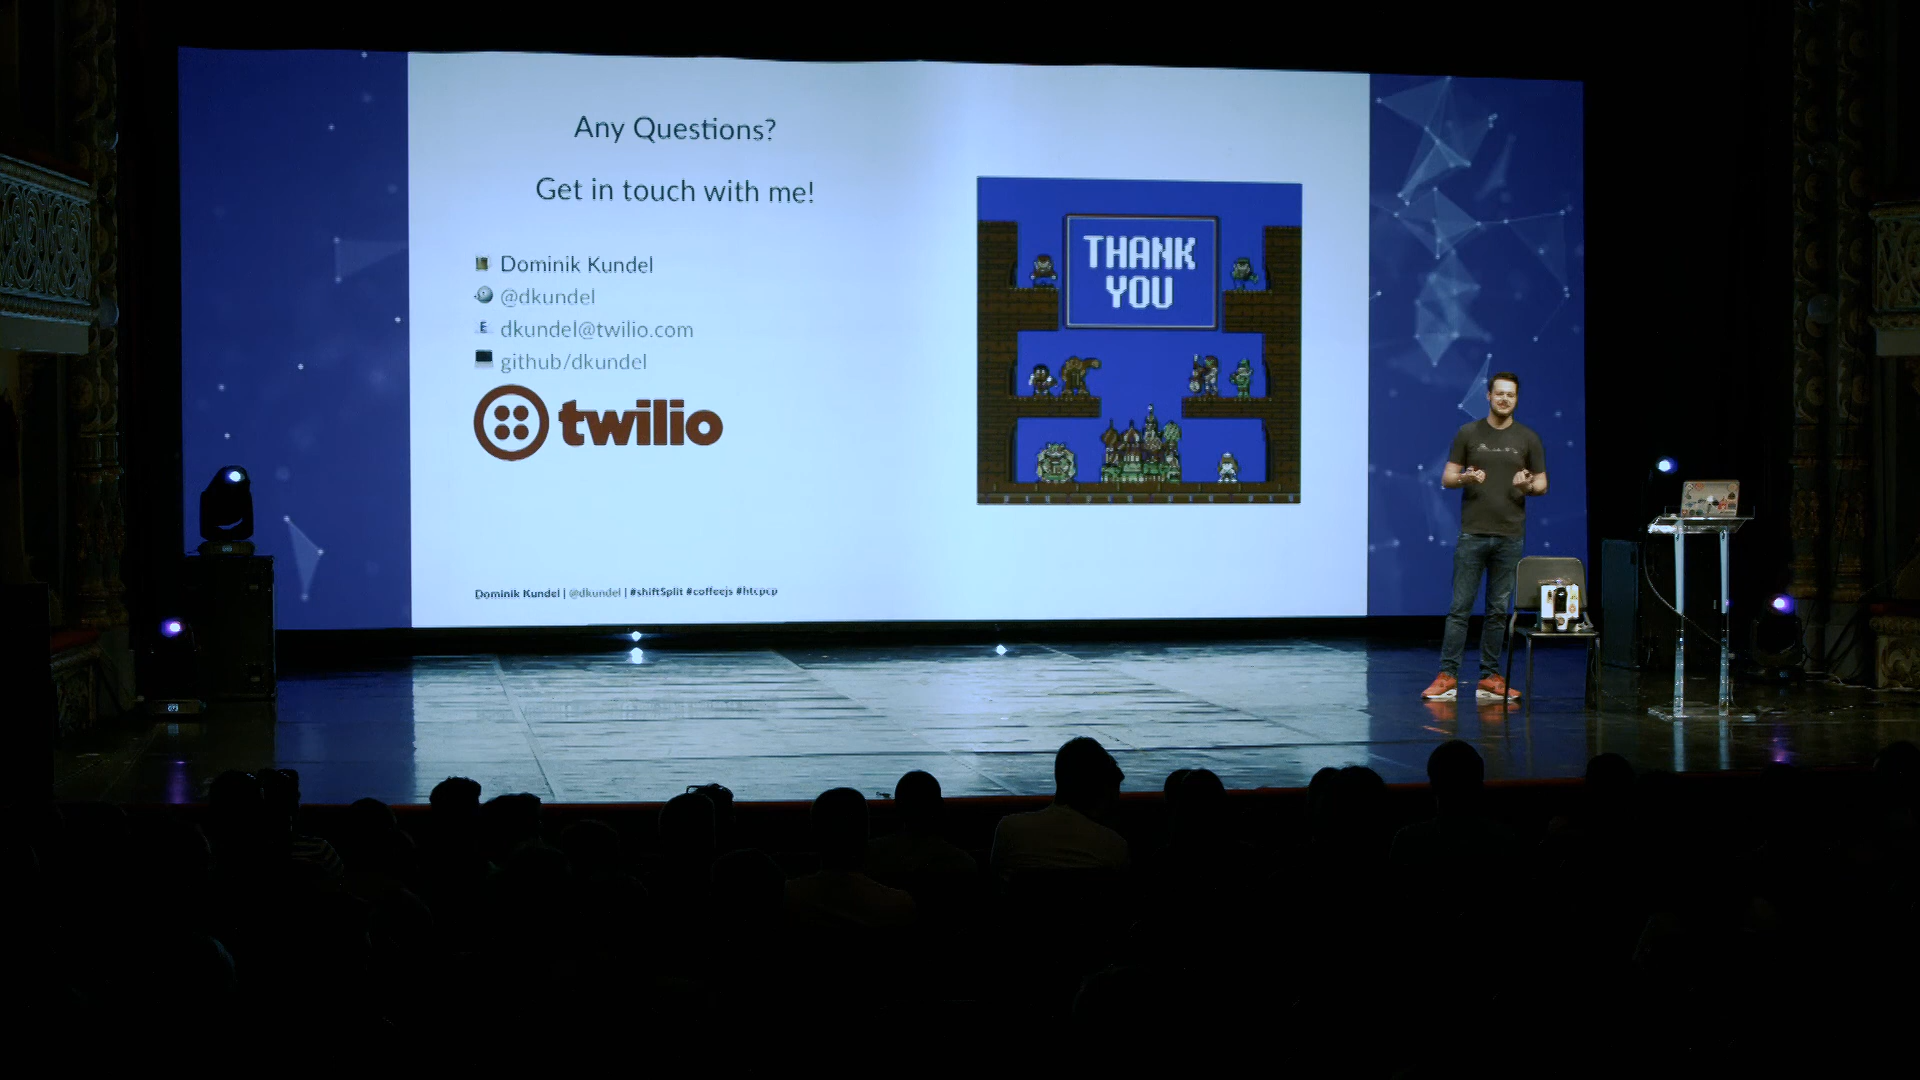 Any Questions?
Get in touch with me!
Dominik Kundel
@dkundel
E dkundel@twilio.com
github/dkundel
twilio
Dominik Kundel | @dkundel | #shiftSplit #coffeejs #htcpcp
THANK
YOU